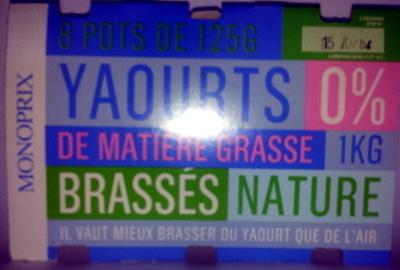 8 POTS DE 125G
YAOURTS 0%
DE MATIÈRE GRASSE 1KG
BRASSÉS NATURE
IL VAUT MIEUX BRASSER DU YAOURT QUE DE L'AIR
MONOPRIX